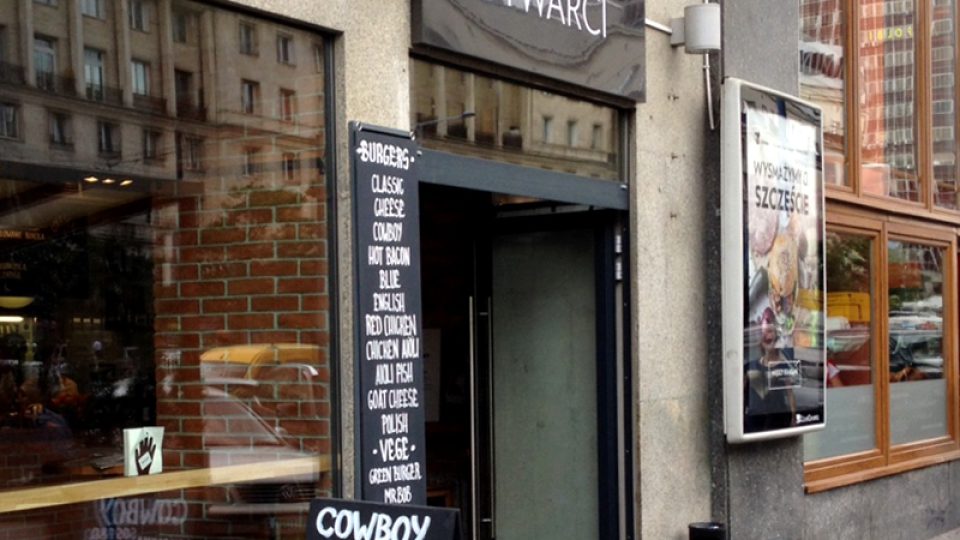 WARCI
·BURGERS·
CLASSIC
CHEESE
COWBOY
HOT BACON
BLUE
ENGLISH
RED CHICKEN
CHICKEN AIOLI
AIOLI FISH
GOAT CHEESE
POLISH
·VEGE·
GREEN BURGER
MR.BOB
COWBOY
WYSMAŻYMY CI
SZCZĘŚCIE
COWBOY